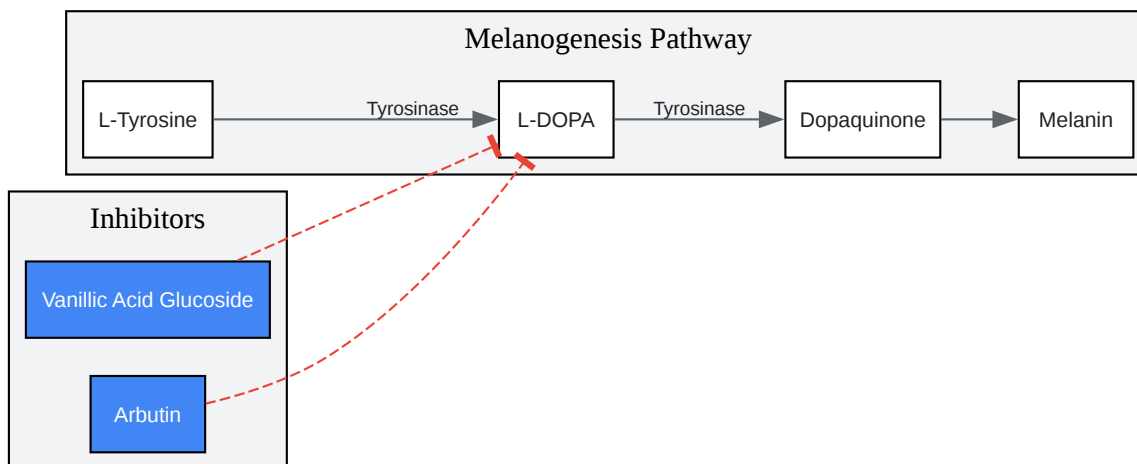 Melanogenesis Pathway
L-Tyrosine
Tyrosinase
L-DOPA
Tyrosinase
Dopaquinone
Melanin
Inhibitors
Vanillic Acid Glucoside
Arbutin